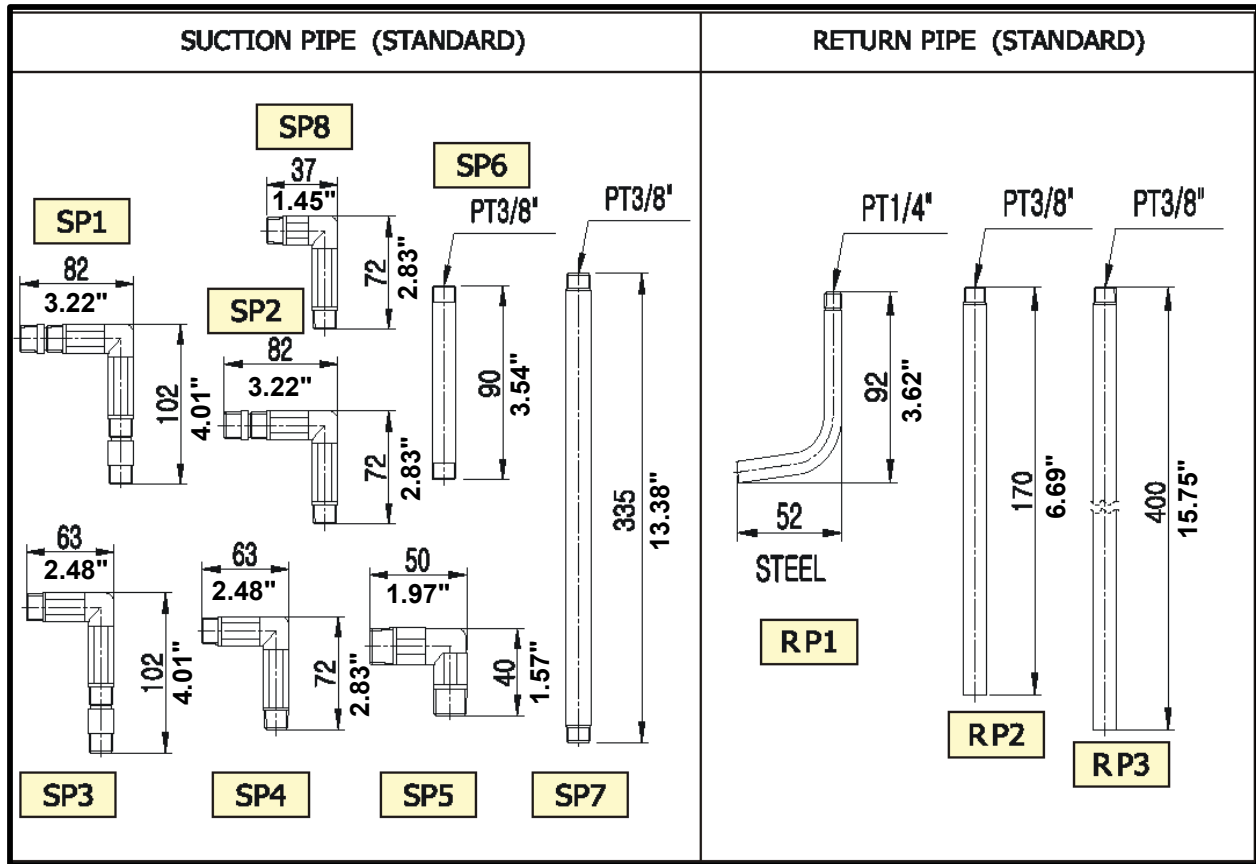 SUCTION PIPE (STANDARD)
RETURN PIPE (STANDARD)
SP8
37
1.45"
72
2.83"
SP6
PT3/8"
90
3.54"
PT3/8"
335
13.38"
SP7
SP1
82
3.22"
102
4.01"
SP2
82
3.22"
72
2.83"
63
2.48"
102
4.01"
SP3
63
2.48"
72
2.83"
SP4
50
1.97"
40
1.57"
SP5
PT1/4"
92
3.62"
52
STEEL
RP1
PT3/8"
170
6.69"
RP2
PT3/8"
400
15.75"
RP3